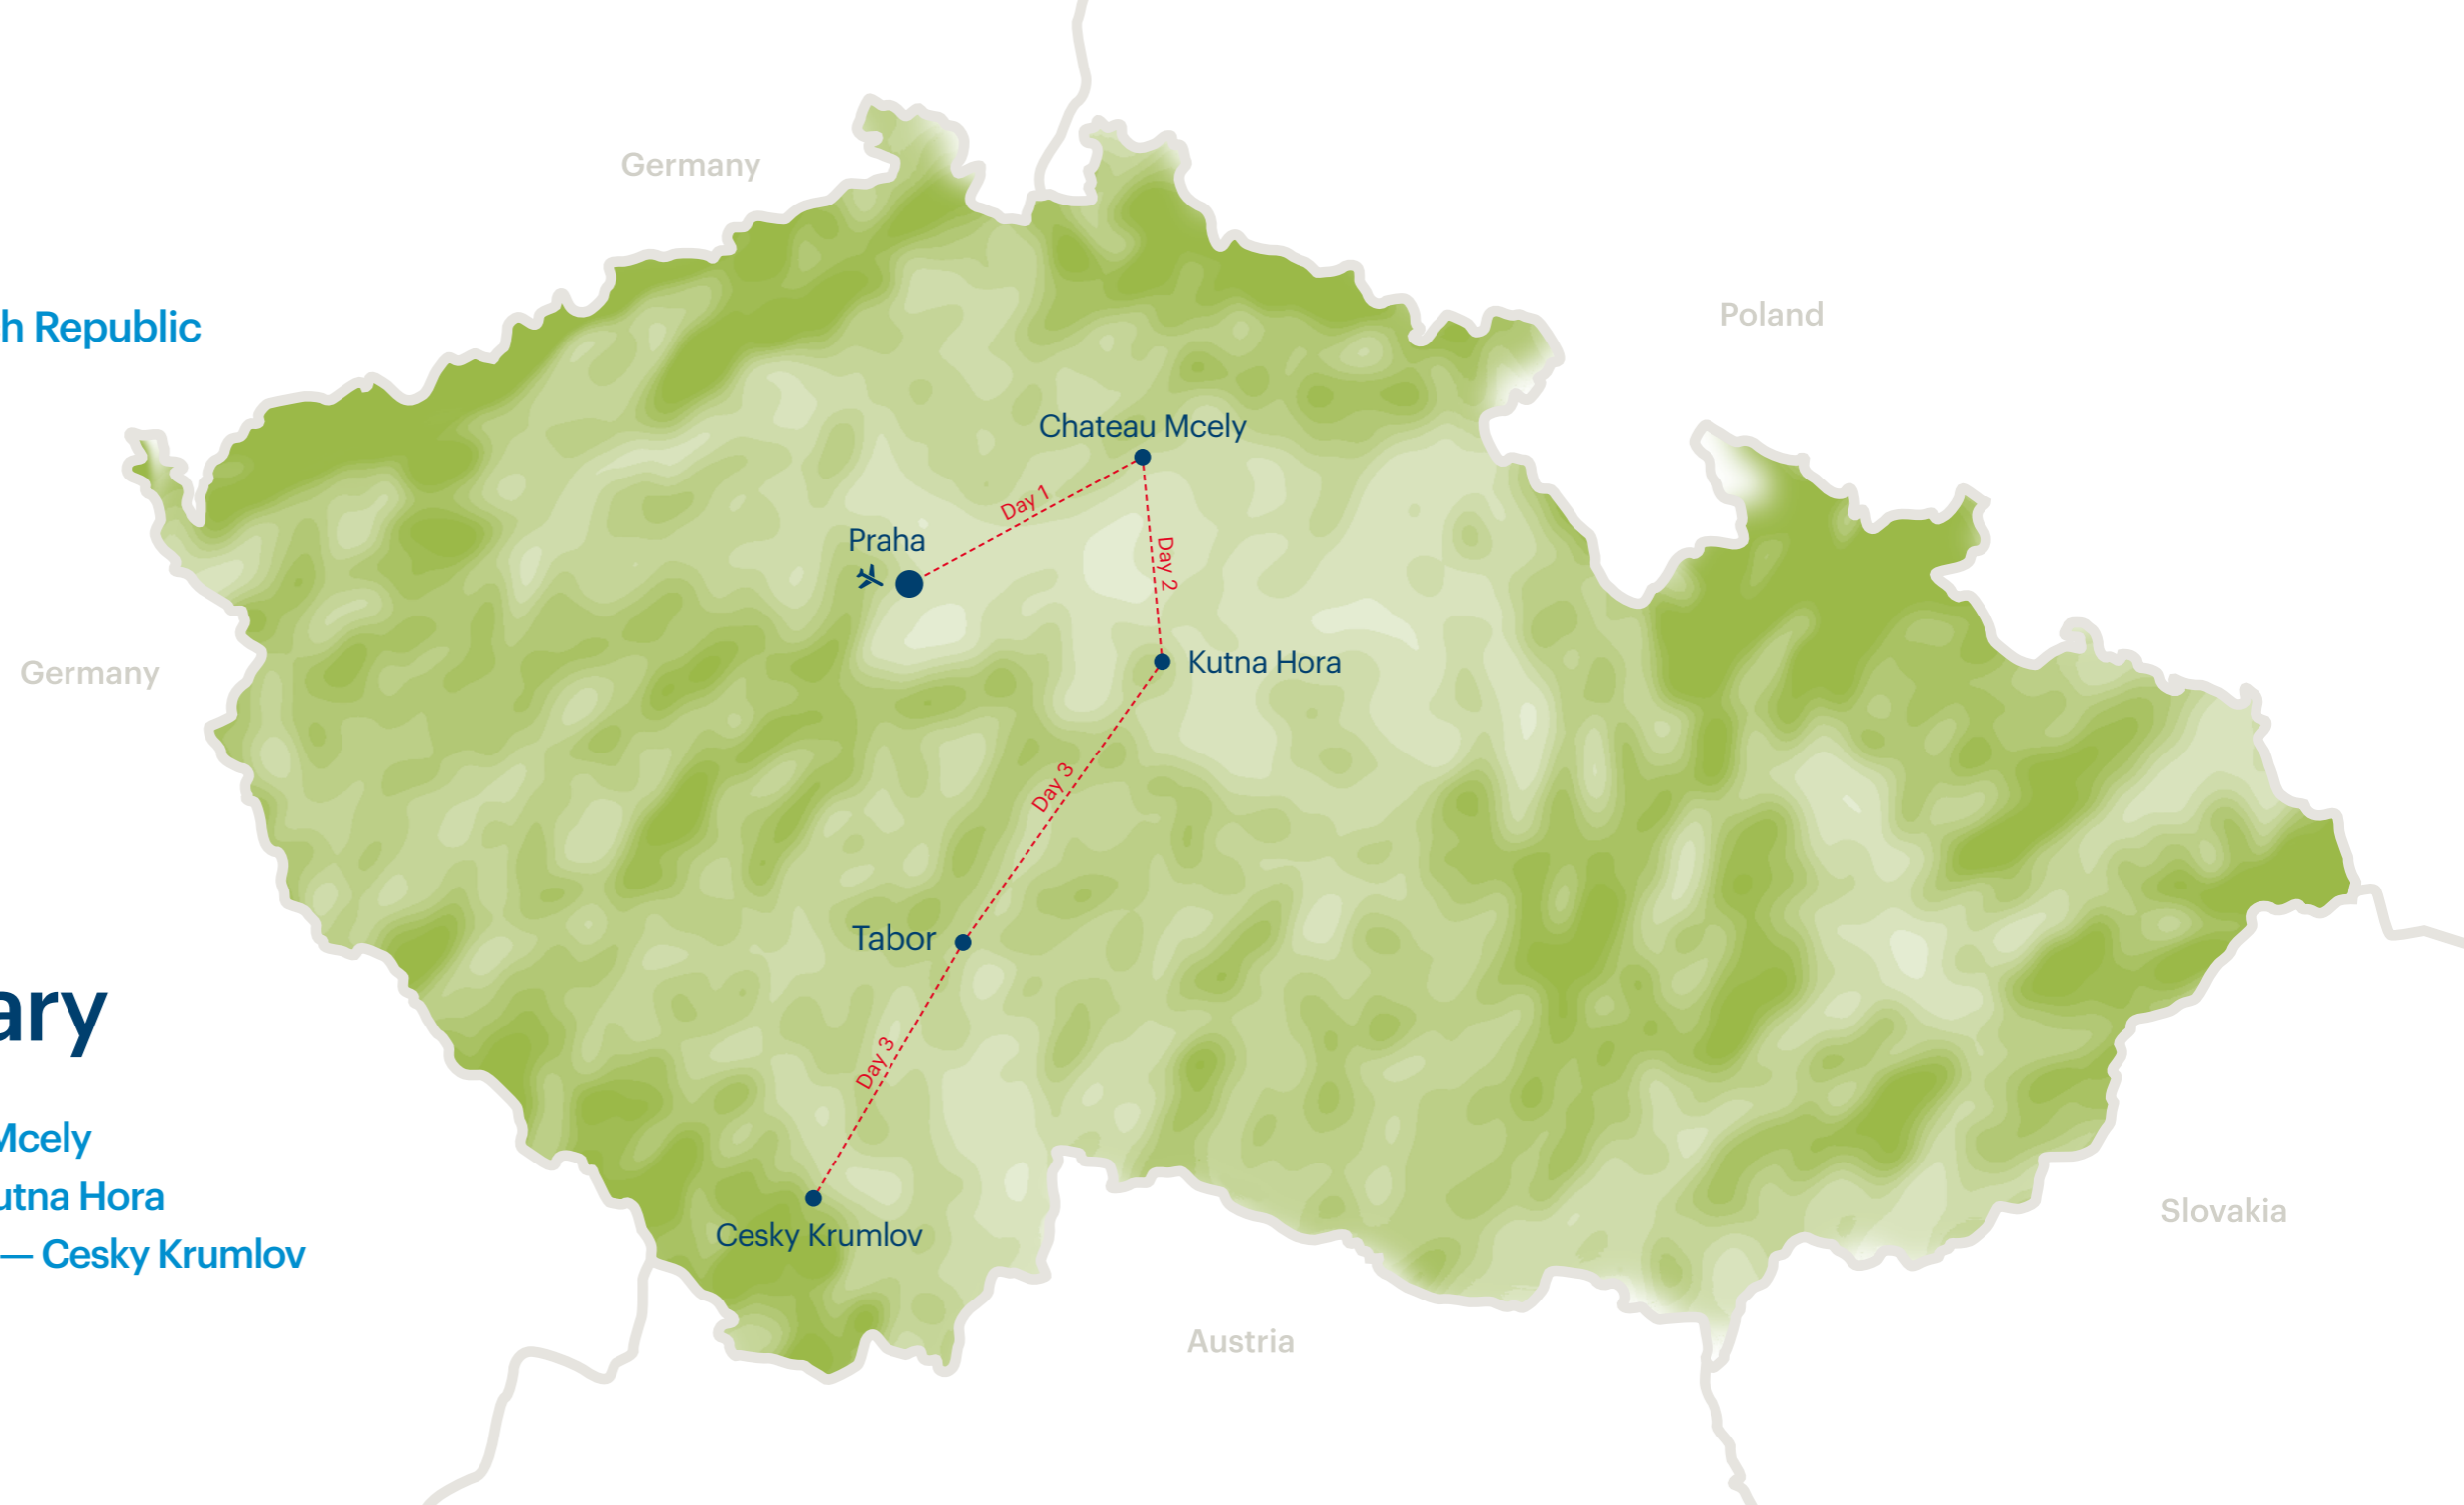 Germany
h Republic
Poland
Chateau Mcely
Day 1
Praha
Day 2
Kutna Hora
Germany
Day 3
Tabor
ary
Day 3
Mcely
utna Hora
— Cesky Krumlov
Cesky Krumlov
Slovakia
Austria